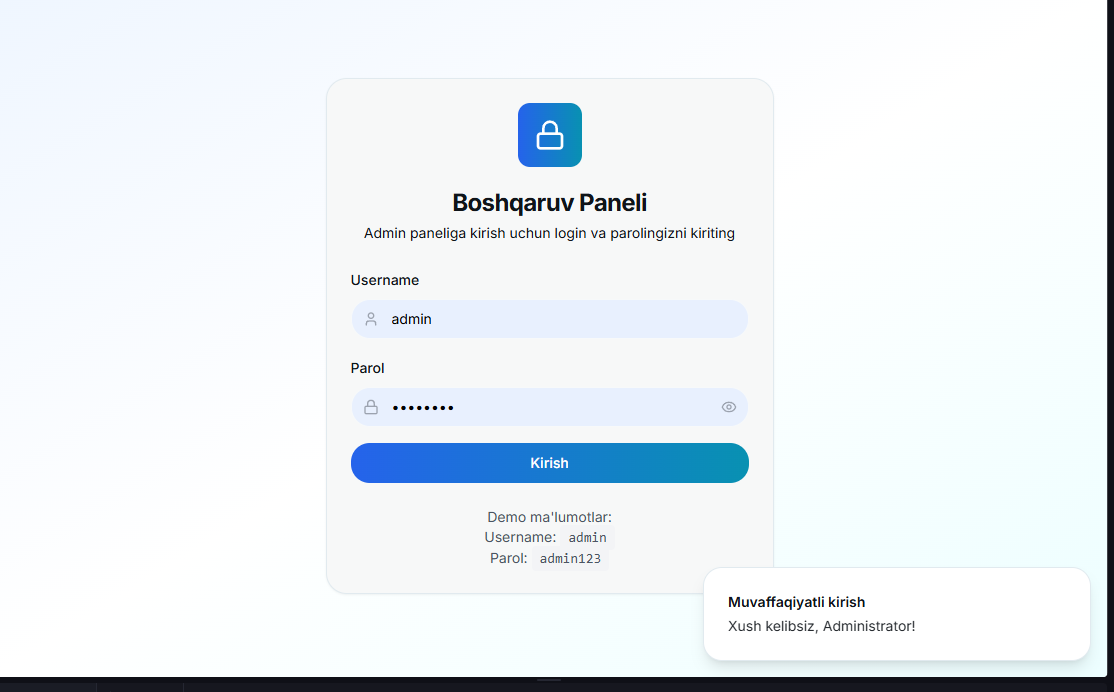 Boshqaruv Paneli
Admin paneliga kirish uchun login va parolingizni kiriting
Username
admin
Parol
••••••••
Kirish
Demo ma'lumotlar:
Username: admin
Parol: admin123
Muvaffaqiyatli kirish
Xush kelibsiz, Administrator!